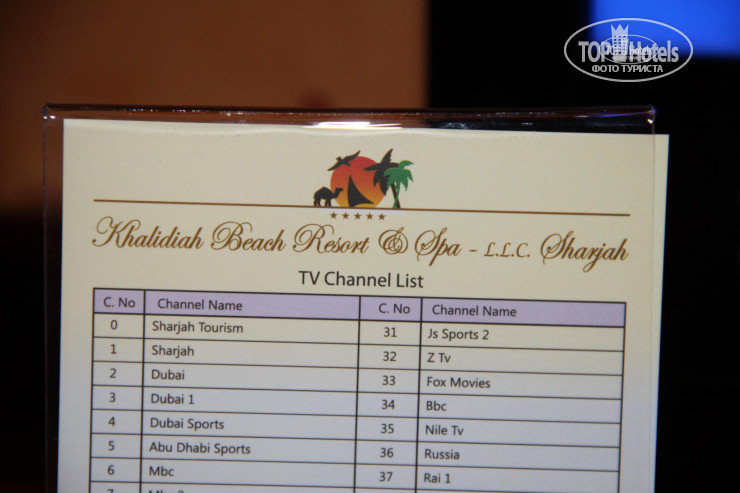 TOP Hotels
ФОТО ТУРИСТА
Khalidiah Beach Resort & Spa - L.L.C. Sharjah
TV Channel List
C. No Channel Name C. No Channel Name
0 Sharjah Tourism 31 Js Sports 2
1 Sharjah 32 Z Tv
2 Dubai 33 Fox Movies
3 Dubai 1 34 Bbc
4 Dubai Sports 35 Nile Tv
5 Abu Dhabi Sports 36 Russia
6 Mbc 37 Rai 1